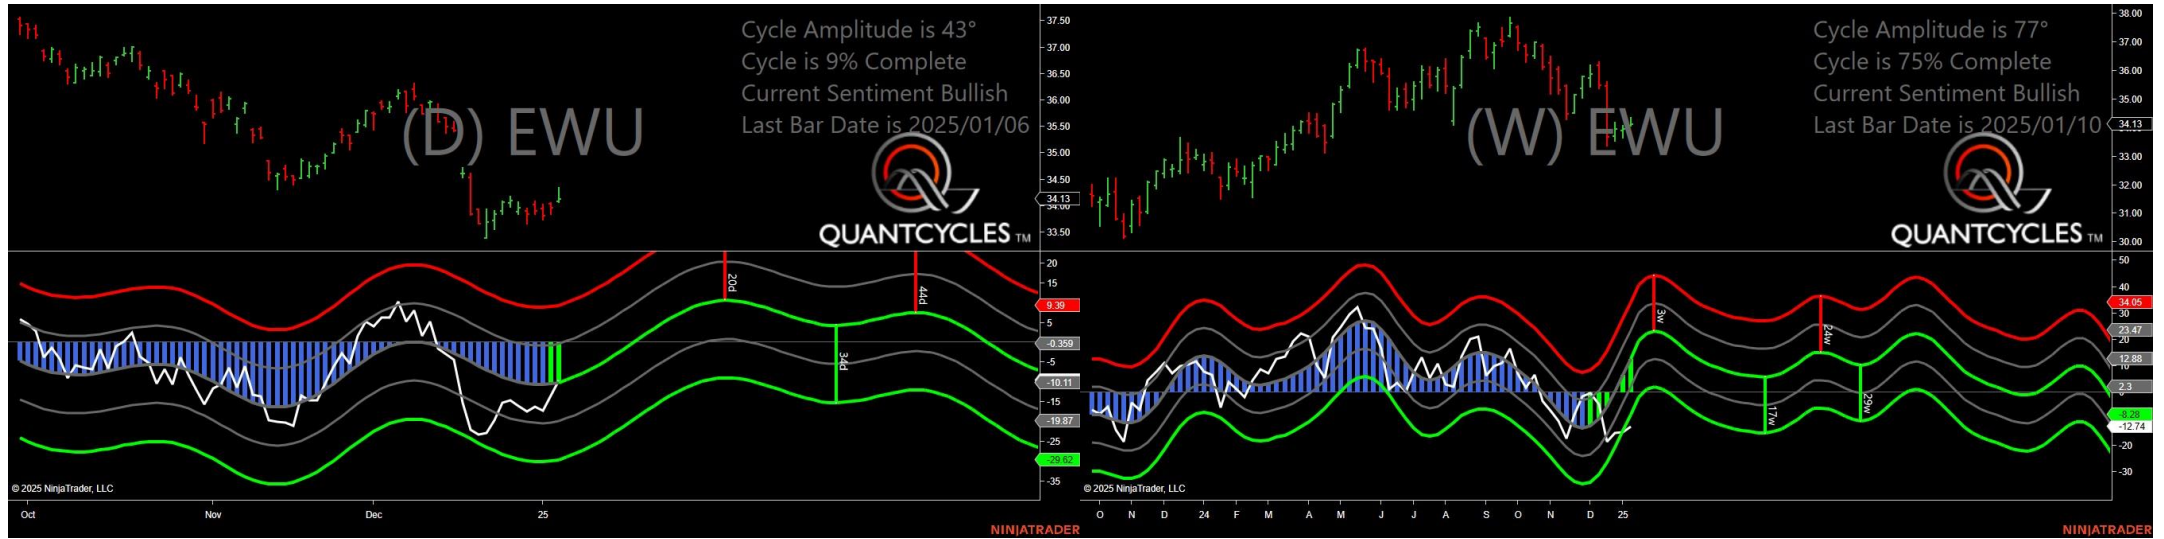 Cycle Amplitude is 43°
Cycle is 9% Complete
Current Sentiment Bullish
Last Bar Date is 2025/01/06
(D) EWU
QUANTCYCLES TM
37.50
37.00
36.50
36.00
35.50
35.00
34.50
34.13
34.00
33.50
20d
44d
34d
20
15
9.39
5
-0.359
-5
-10.11
-15
-19.87
-25
-29.62
-35
© 2025 NinjaTrader, LLC
Oct
Nov
Dec
25
NINJATRADER
Cycle Amplitude is 77°
Cycle is 75% Complete
Current Sentiment Bullish
Last Bar Date is 2025/01/10
(W) EWU
QUANTCYCLES TM
38.00
37.00
36.00
35.00
34.13
33.00
32.00
31.00
30.00
3w
24w
17w
29w
50
40
34.05
30
23.47
20
12.88
10
2.3
-8.28
-12.74
-20
-30
© 2025 NinjaTrader, LLC
O N D 24 F M A M J J A S O N D 25
NINJATRADER